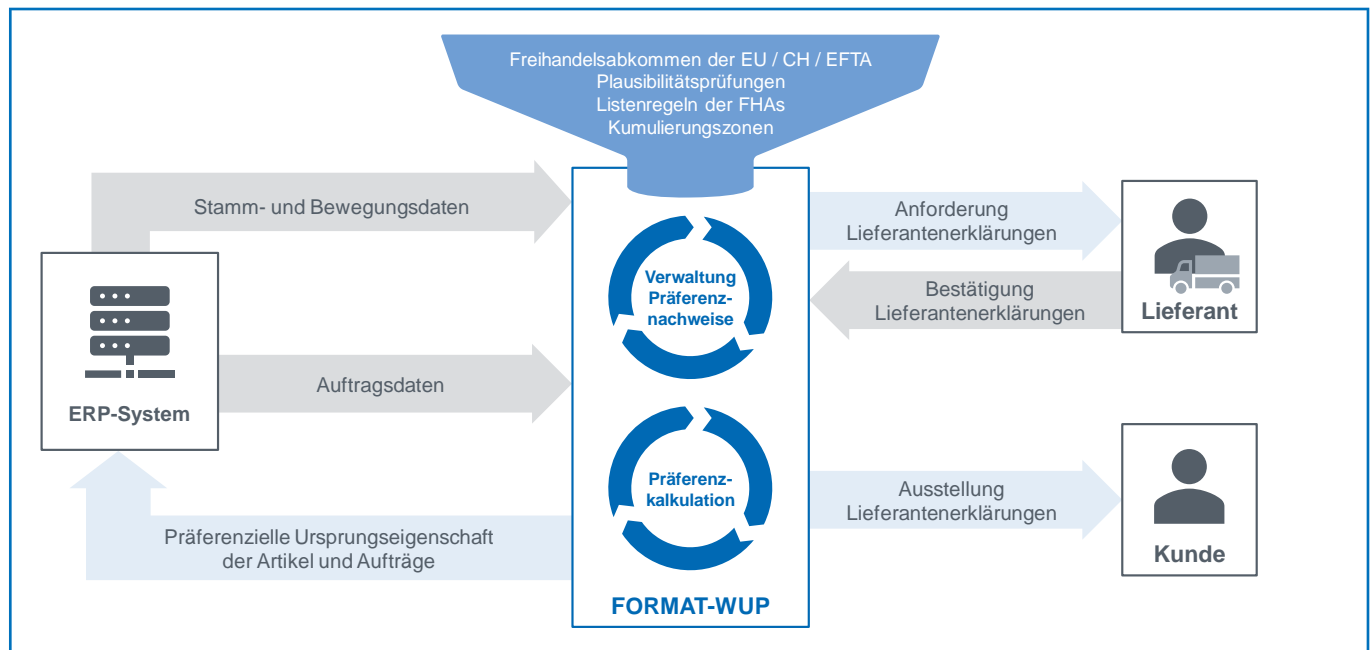 Freihandelsabkommen der EU / CH / EFTA
Plausibilitätsprüfungen
Listenregeln der FHAs
Kumulierungszonen
Stamm- und Bewegungsdaten
Anforderung
Lieferantenerklärungen
Verwaltung
Präferenz-
nachweise
Bestätigung
Lieferantenerklärungen
Lieferant
ERP-System
Auftragsdaten
Präferenz-
kalkulation
Ausstellung
Lieferantenerklärungen
Kunde
Präferenzielle Ursprungseigenschaft
der Artikel und Aufträge
FORMAT-WUP